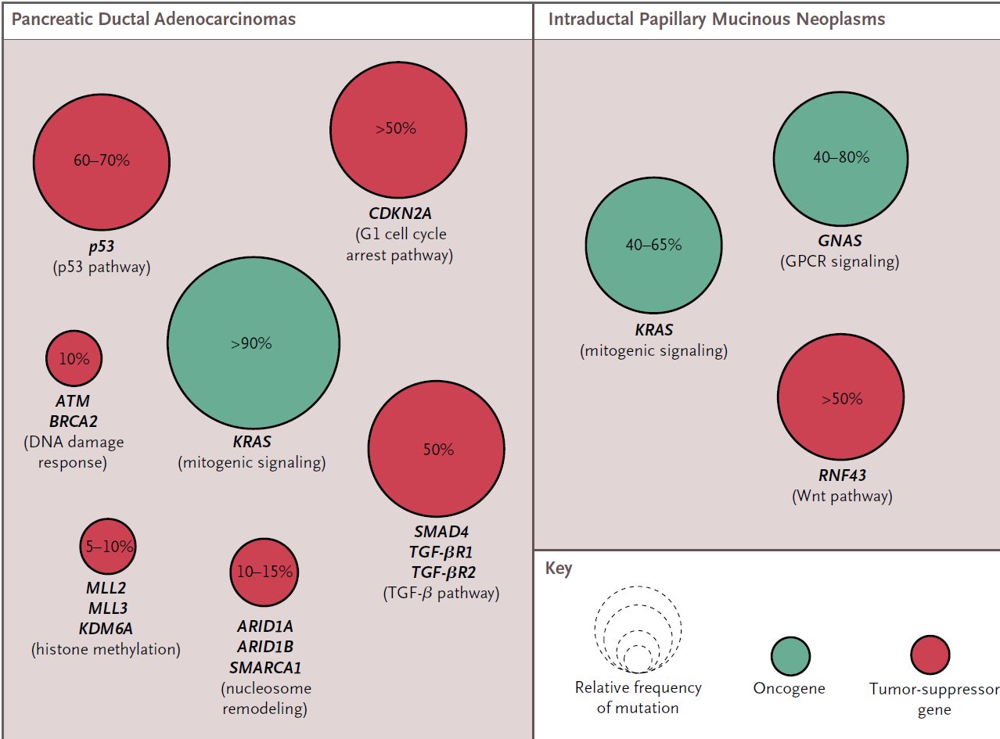 Pancreatic Ductal Adenocarcinomas
60–70%
p53
(p53 pathway)
>50%
CDKN2A
(G1 cell cycle
arrest pathway)
>90%
KRAS
(mitogenic signaling)
10%
ATM
BRCA2
(DNA damage
response)
50%
SMAD4
TGF-βR1
TGF-βR2
(TGF-β pathway)
5–10%
MLL2
MLL3
KDM6A
(histone methylation)
10–15%
ARID1A
ARID1B
SMARCA1
(nucleosome
remodeling)
Intraductal Papillary Mucinous Neoplasms
40–80%
GNAS
(GPCR signaling)
40–65%
KRAS
(mitogenic signaling)
>50%
RNF43
(Wnt pathway)
Key
Relative frequency
of mutation
Oncogene
Tumor-suppressor
gene